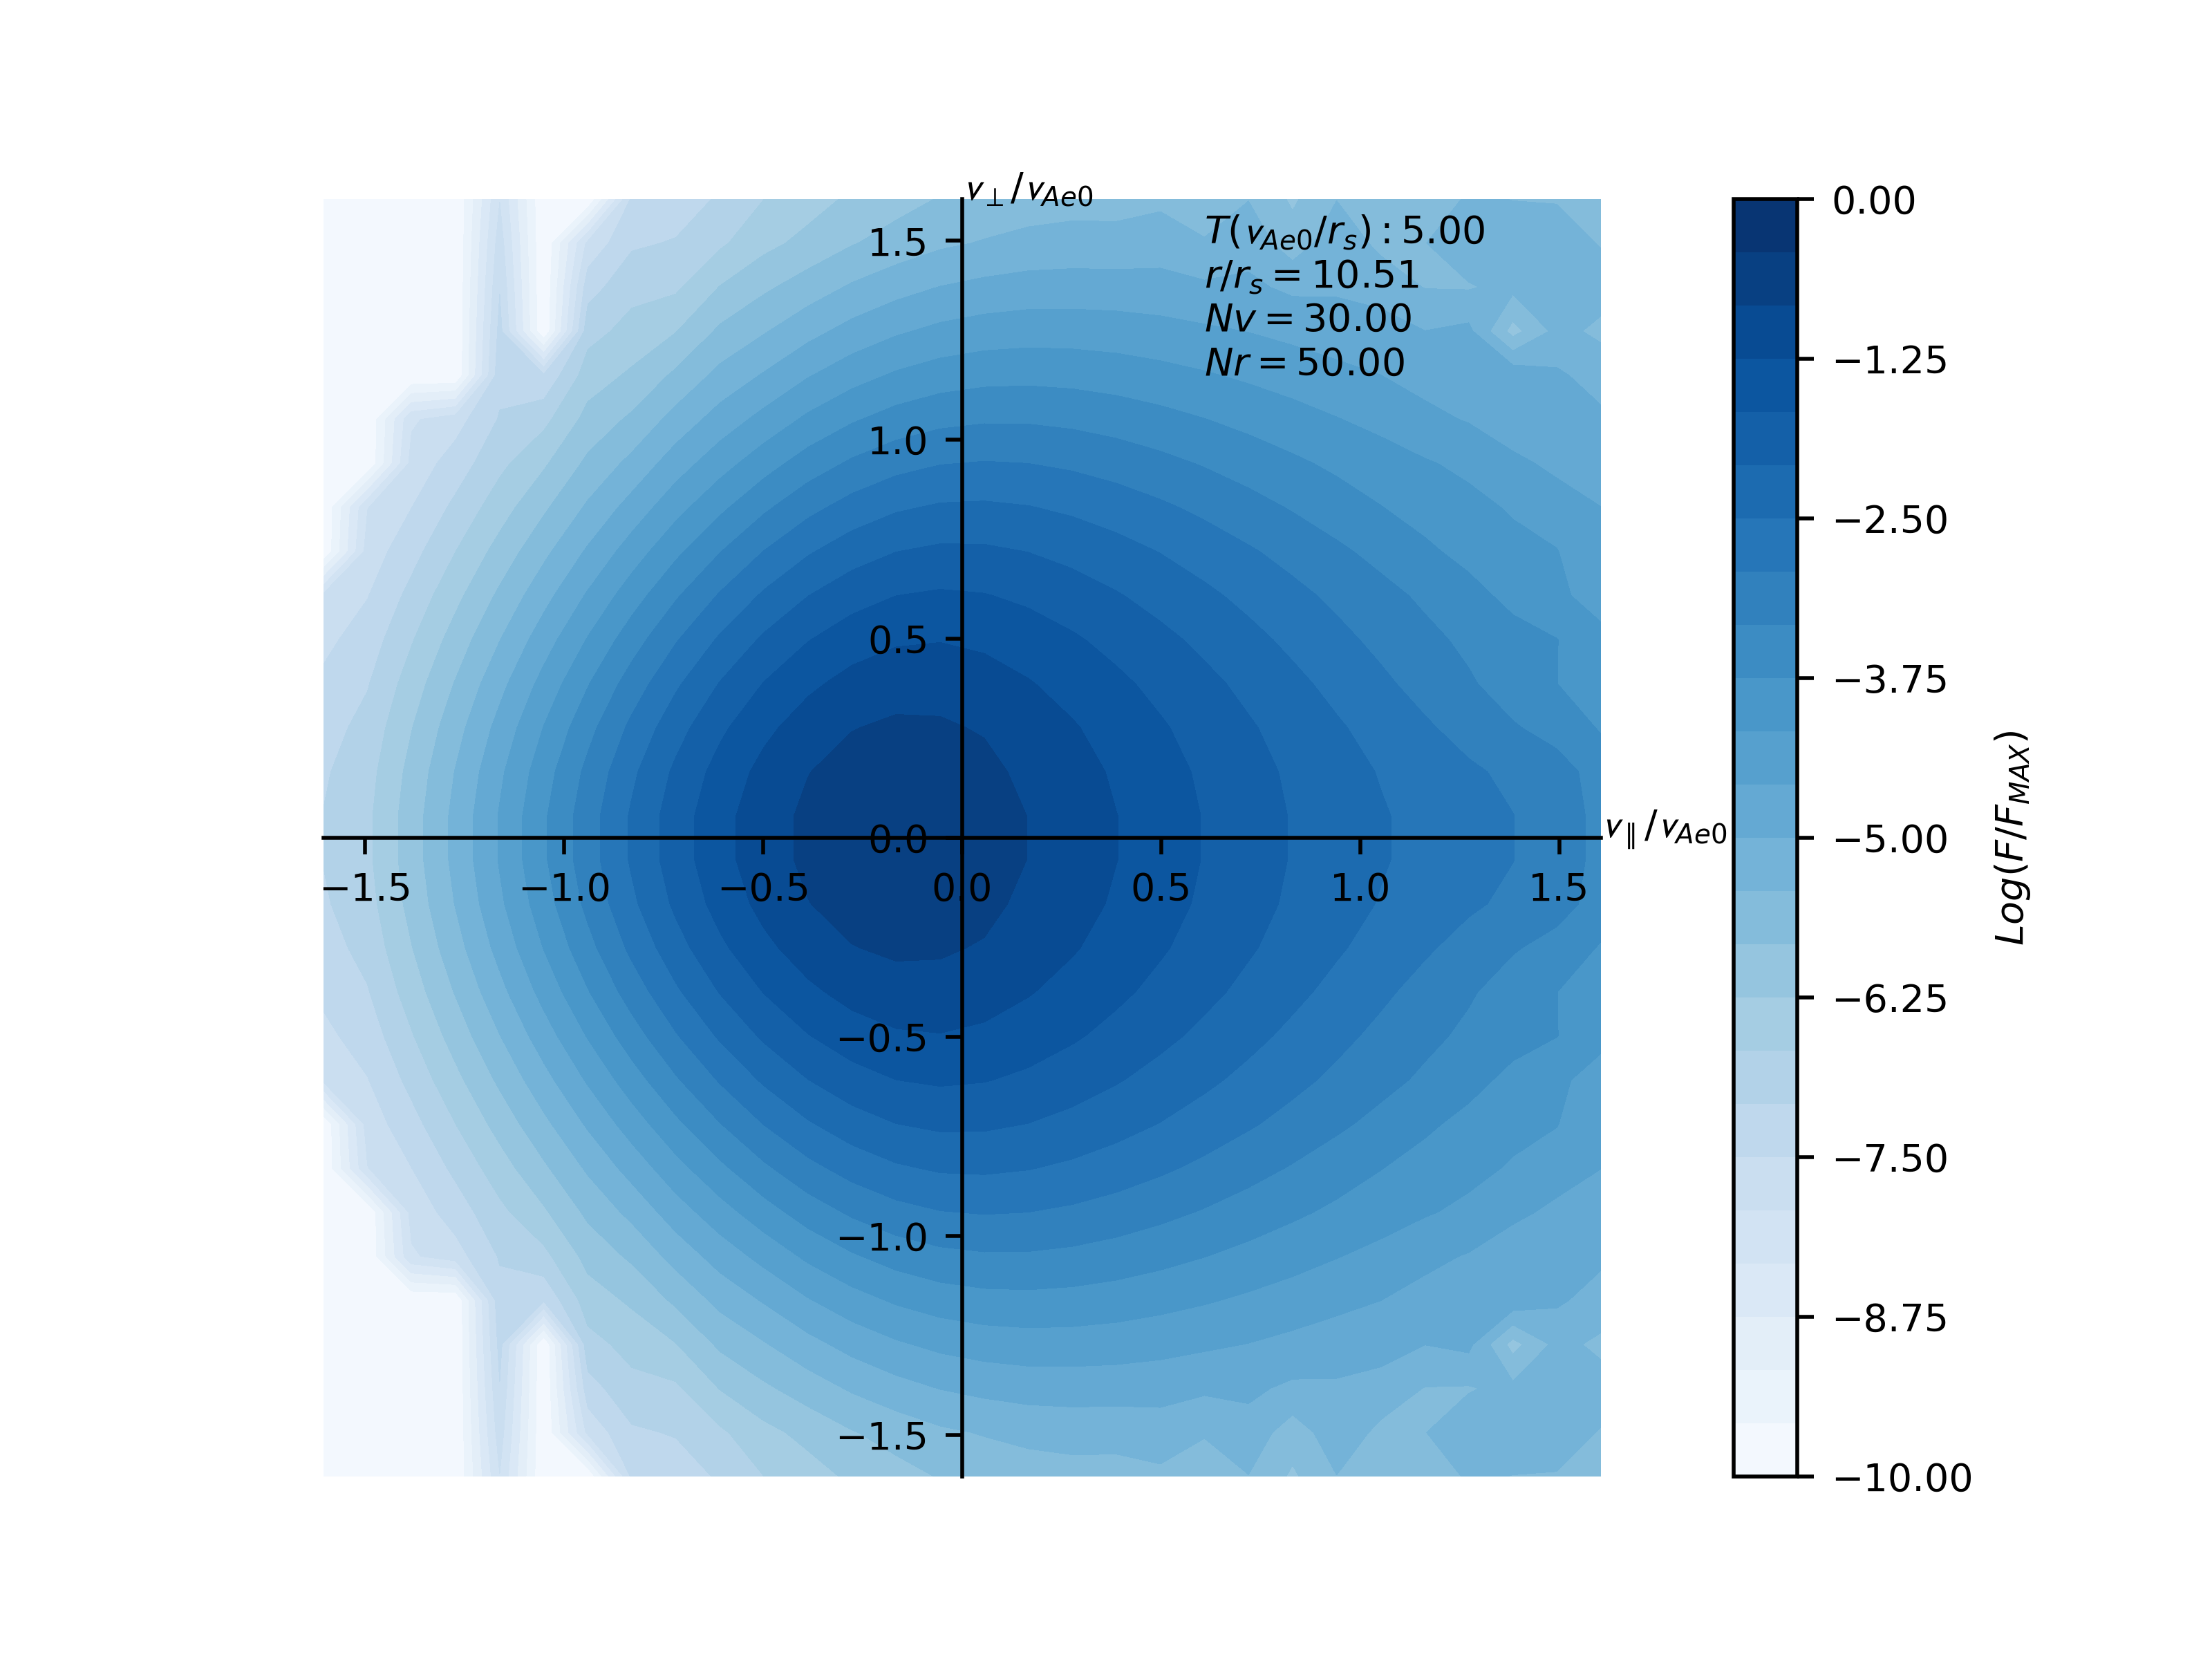 v⊥/vAe0
T(vAe0/rs) : 5.00
r/rs = 10.51
Nv = 30.00
Nr = 50.00
1.5
1.0
0.5
0.0
−0.5
−1.0
−1.5
−1.5 −1.0 −0.5 0.0 0.5 1.0 1.5
v∥/vAe0
0.00
−1.25
−2.50
−3.75
−5.00
−6.25
−7.50
−8.75
−10.00
Log(F/FMAX)